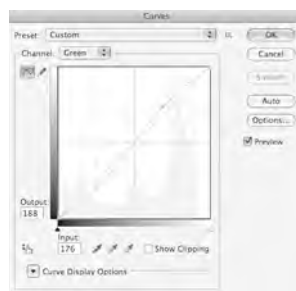 Curves
Preset: Custom
OK
Channel: Green
Cancel
Auto
Options...
Preview
Output:
188
Input:
176
Show Clipping
Curve Display Options